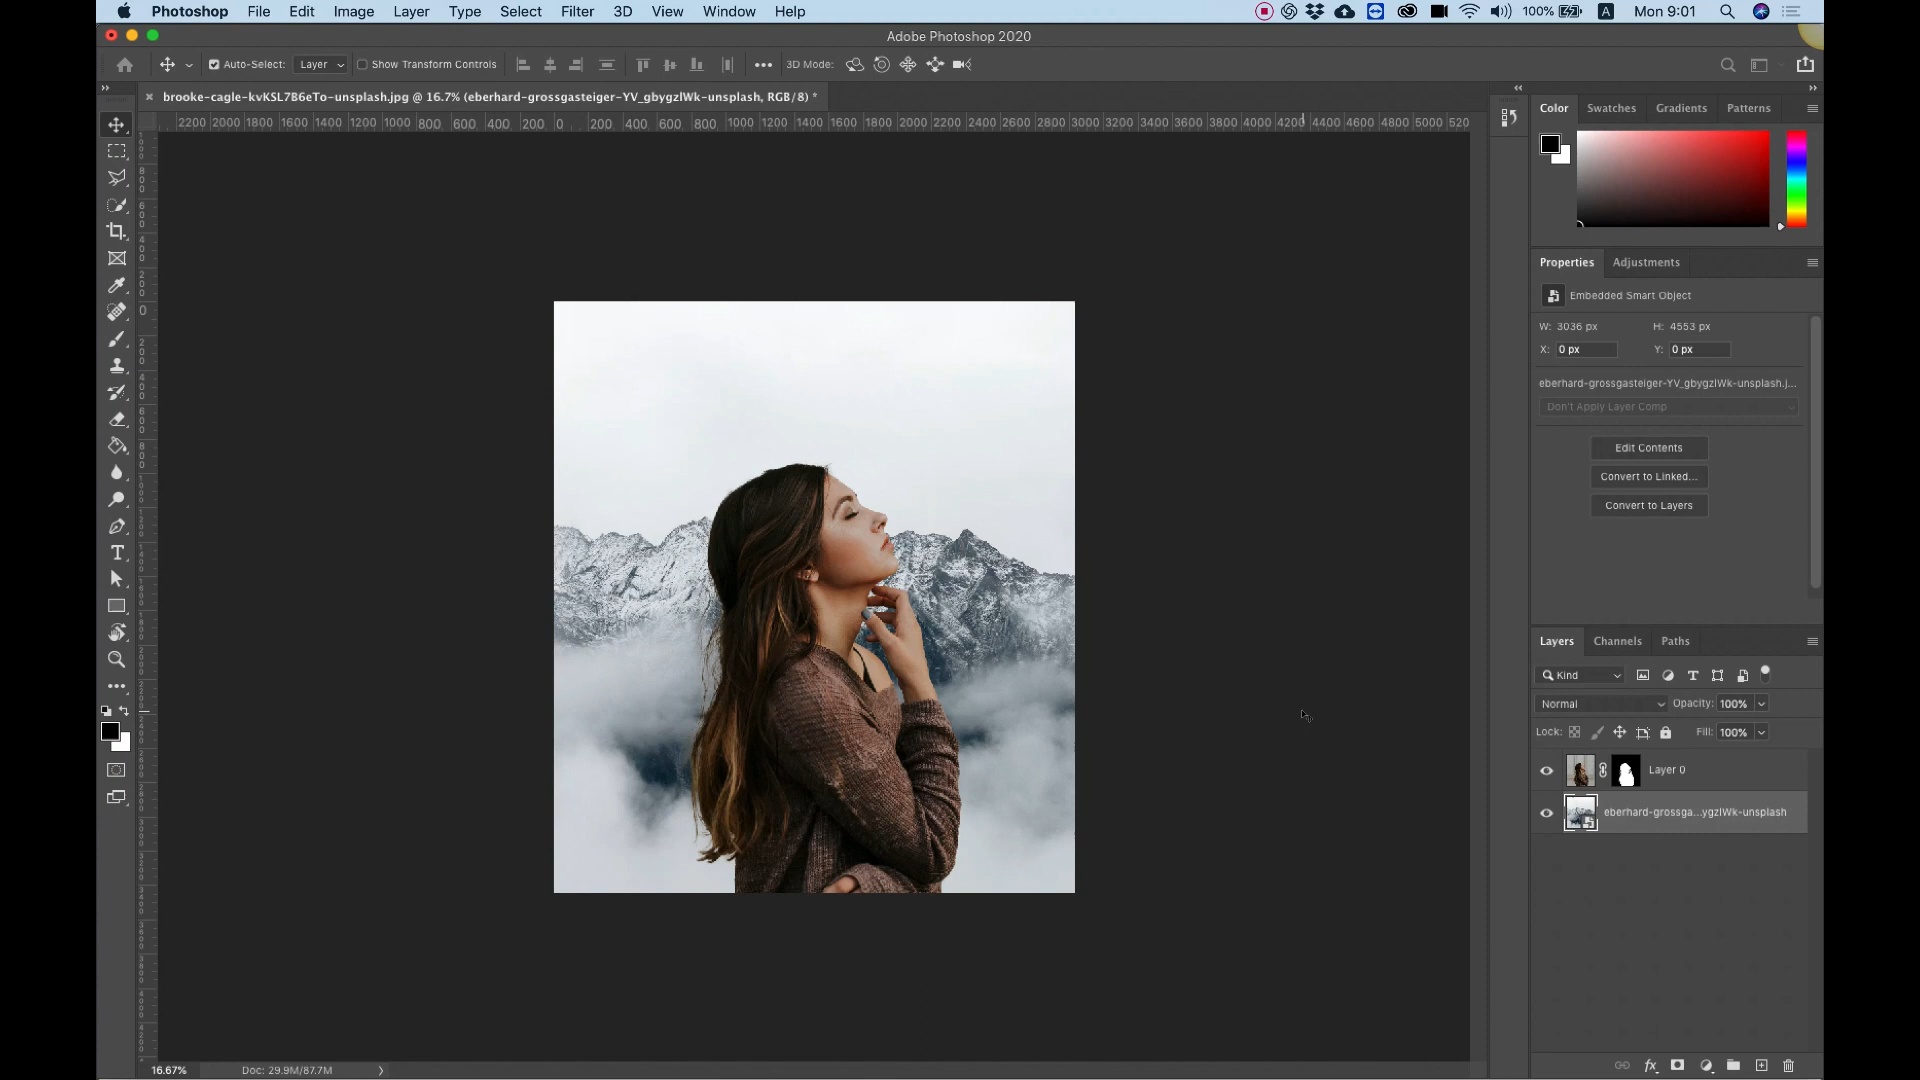 Photoshop File Edit Image Layer Type Select Filter 3D View Window Help 100% A Mon 9:01
Adobe Photoshop 2020
Auto-Select: Layer Show Transform Controls 3D Mode:
brooke-cagle-kvKSL7B6eTo-unsplash.jpg @ 16.7% (eberhard-grossgasteiger-YV_gbygzlWk-unsplash, RGB/8) *
2200 2000 1800 1600 1400 1200 1000 800 600 400 200 0 200 400 600 800 1000 1200 1400 1600 1800 2000 2200 2400 2600 2800 3000 3200 3400 3600 3800 4000 4200 4400 4600 4800 5000 520
Color Swatches Gradients Patterns
Properties Adjustments
Embedded Smart Object
W: 3036 px H: 4553 px
X: 0 px Y: 0 px
eberhard-grossgasteiger-YV_gbygzlWk-unsplash.j...
Don't Apply Layer Comp
Edit Contents
Convert to Linked...
Convert to Layers
Layers Channels Paths
Kind
Normal Opacity: 100%
Lock: Fill: 100%
Layer 0
eberhard-grossga...ygzlWk-unsplash
16.67% Doc: 29.9M/87.7M